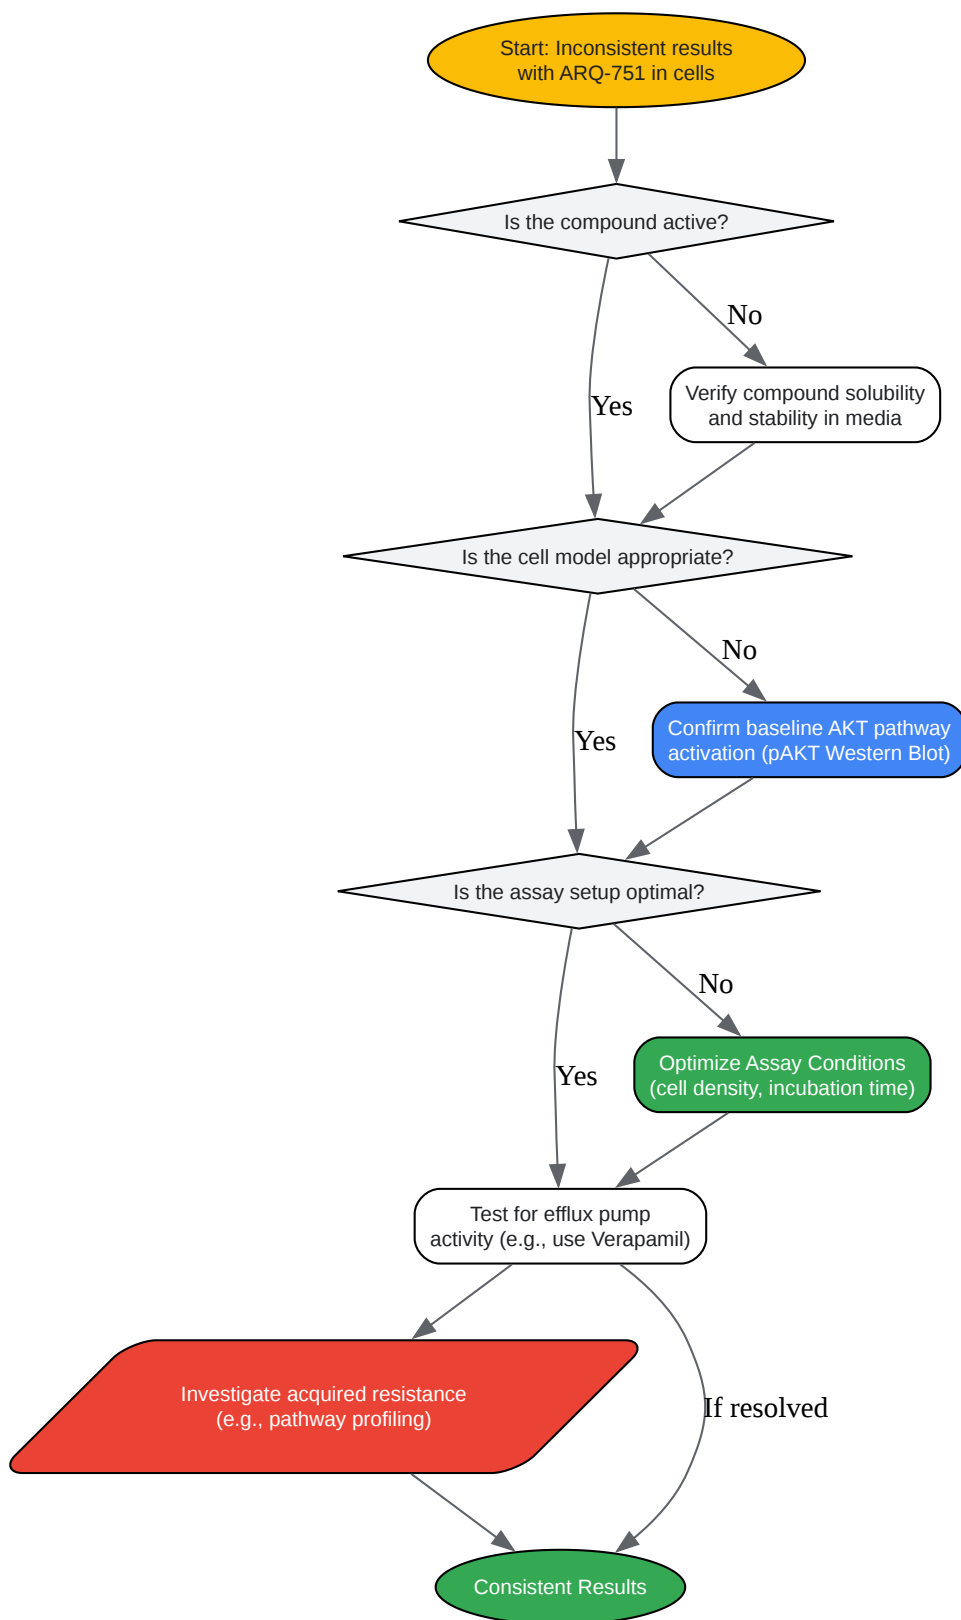 Start: Inconsistent results
with ARQ-751 in cells
Is the compound active?
No
Yes
Verify compound solubility
and stability in media
Is the cell model appropriate?
No
Yes
Confirm baseline AKT pathway
activation (pAKT Western Blot)
Is the assay setup optimal?
No
Yes
Optimize Assay Conditions
(cell density, incubation time)
Test for efflux pump
activity (e.g., use Verapamil)
Investigate acquired resistance
(e.g., pathway profiling)
If resolved
Consistent Results